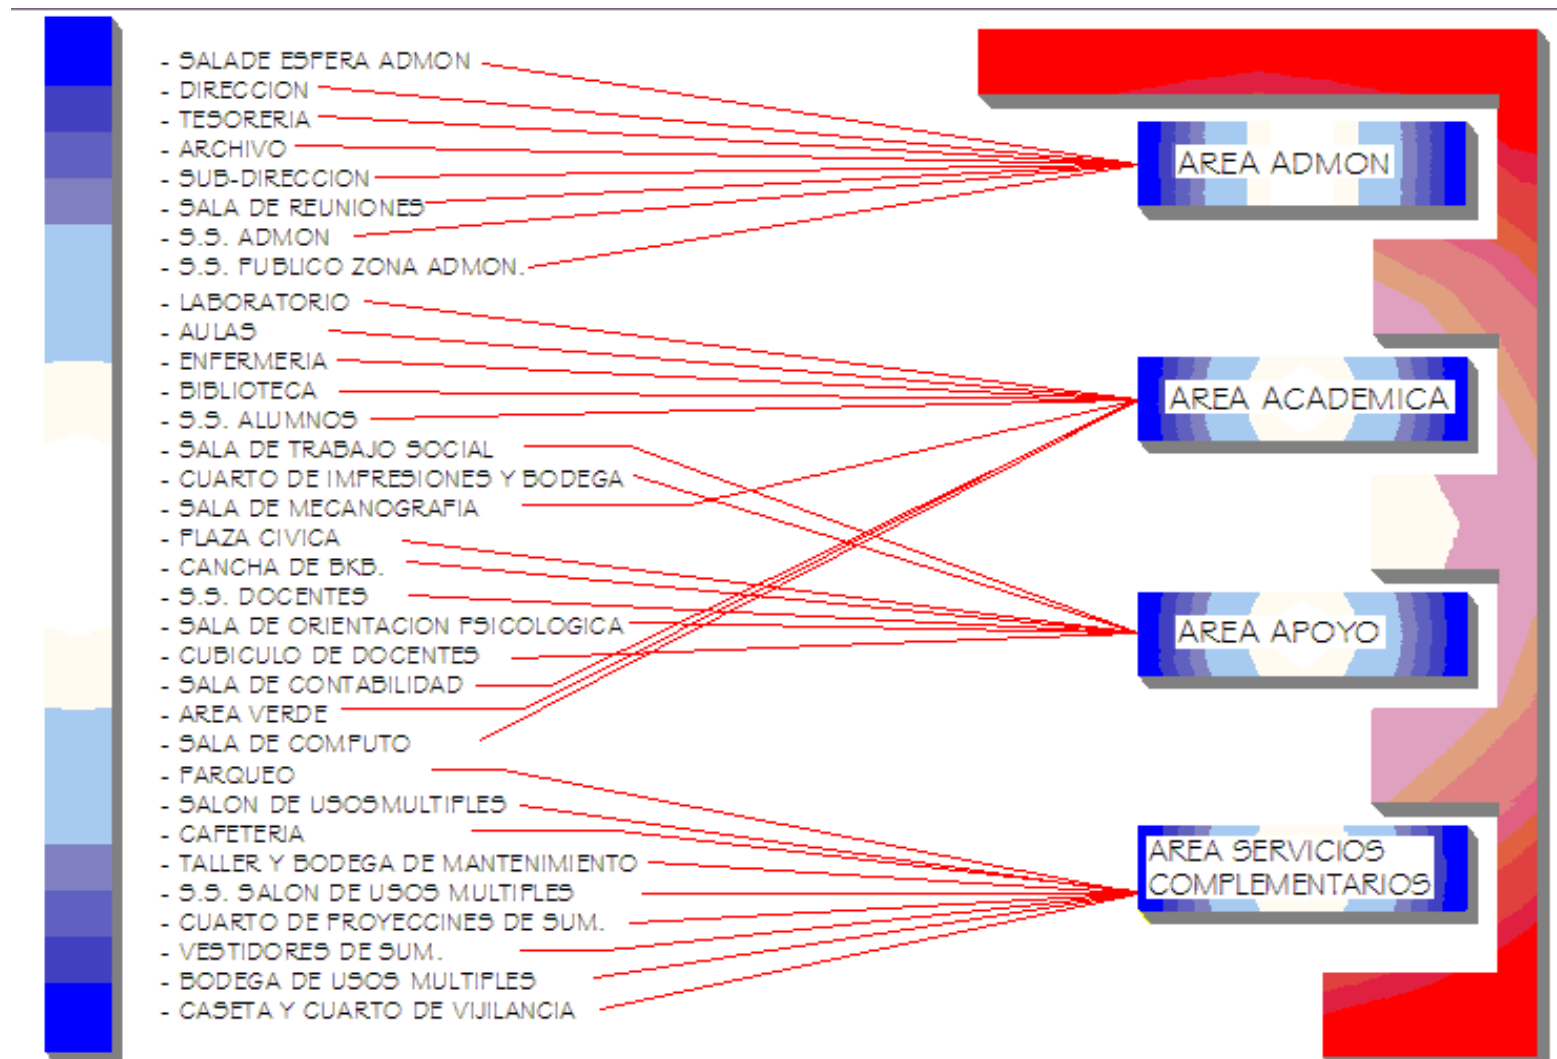 - SALADE ESPERA ADMON
- DIRECCION
- TESORERIA
- ARCHIVO
- SUB-DIRECCION
- SALA DE REUNIONES
- S.S. ADMON
- S.S. PUBLICO ZONA ADMON.
- LABORATORIO
- AULAS
- ENFERMERIA
- BIBLIOTECA
- S.S. ALUMNOS
- SALA DE TRABAJO SOCIAL
- CUARTO DE IMPRESIONES Y BODEGA
- SALA DE MECANOGRAFIA
- PLAZA CIVICA
- CANCHA DE BKB.
- S.S. DOCENTES
- SALA DE ORIENTACION PSICOLOGICA
- CUBICULO DE DOCENTES
- SALA DE CONTABILIDAD
- AREA VERDE
- SALA DE COMPUTO
- PARQUEO
- SALON DE USOSMULTIPLES
- CAFETERIA
- TALLER Y BODEGA DE MANTENIMIENTO
- S.S. SALON DE USOS MULTIPLES
- CUARTO DE PROYECCINES DE SUM.
- VESTIDORES DE SUM.
- BODEGA DE USOS MULTIPLES
- CASETA Y CUARTO DE VIJILANCIA
AREA ADMON
AREA ACADEMICA
AREA APOYO
AREA SERVICIOS
COMPLEMENTARIOS